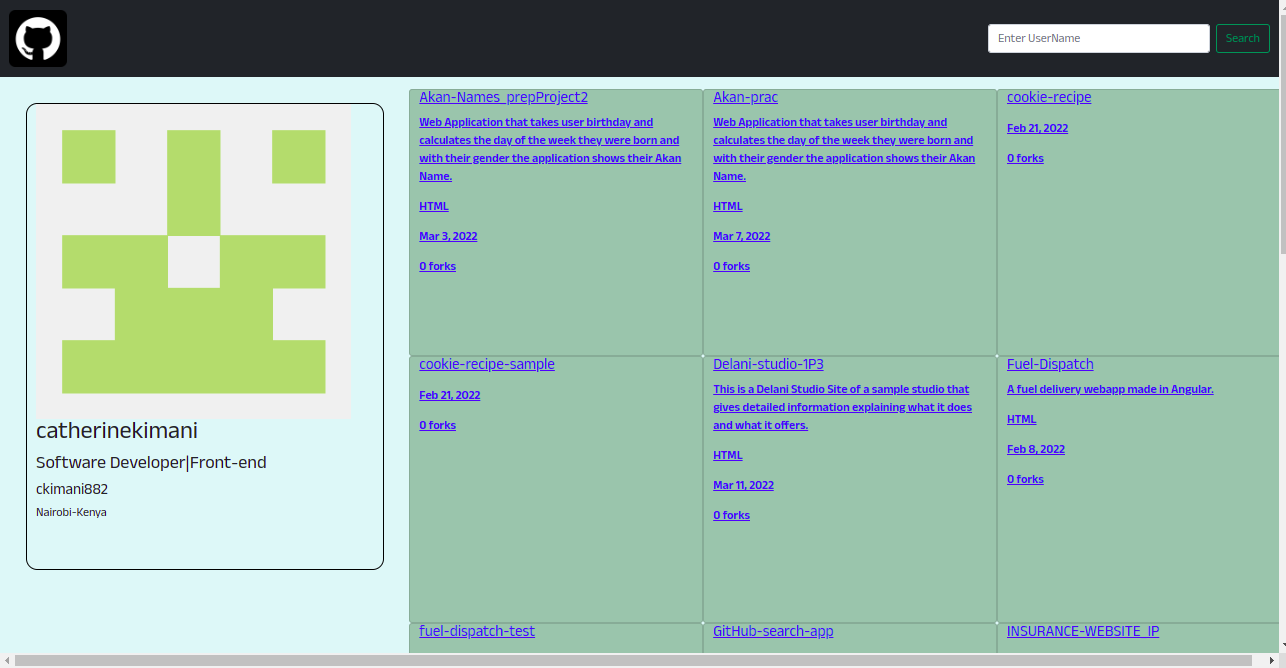 Enter UserName
Search
catherinekimani
Software Developer|Front-end
ckimani882
Nairobi-Kenya
Akan-Names_prepProject2
Web Application that takes user birthday and
calculates the day of the week they were born and
with their gender the application shows their Akan
Name.
HTML
Mar 3, 2022
0 forks
Akan-prac
Web Application that takes user birthday and
calculates the day of the week they were born and
with their gender the application shows their Akan
Name.
HTML
Mar 7, 2022
0 forks
cookie-recipe
Feb 21, 2022
0 forks
cookie-recipe-sample
Feb 21, 2022
0 forks
Delani-studio-1P3
This is a Delani Studio Site of a sample studio that
gives detailed information explaining what it does
and what it offers.
HTML
Mar 11, 2022
0 forks
Fuel-Dispatch
A fuel delivery webapp made in Angular.
HTML
Feb 8, 2022
0 forks
fuel-dispatch-test
GitHub-search-app
INSURANCE-WEBSITE_IP